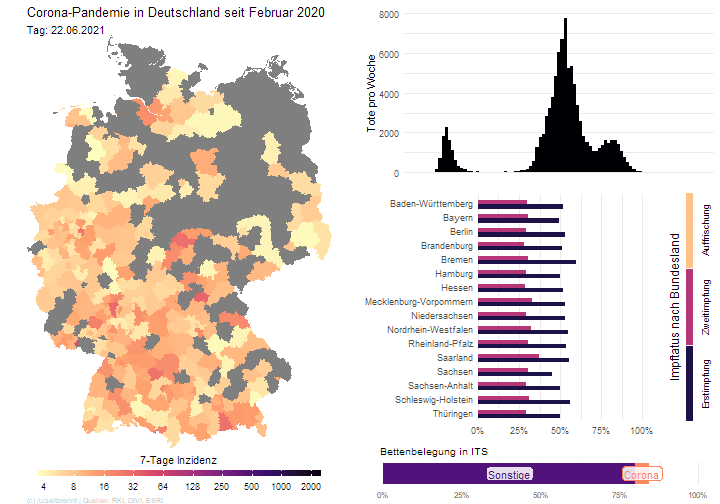 Corona-Pandemie in Deutschland seit Februar 2020
Tag: 22.06.2021
7-Tage Inzidenz
4 8 16 32 64 128 256 500 1000 2000
(c) /u/zeitbrennt | Quellen: RKI, DIVI, ESRI
Tote pro Woche
8000
6000
4000
2000
0
Baden-Württemberg
Bayern
Berlin
Brandenburg
Bremen
Hamburg
Hessen
Mecklenburg-Vorpommern
Niedersachsen
Nordrhein-Westfalen
Rheinland-Pfalz
Saarland
Sachsen
Sachsen-Anhalt
Schleswig-Holstein
Thüringen
0% 25% 50% 75% 100%
Impfstatus nach Bundesland
Auffrischung
Zweitimpfung
Erstimpfung
Bettenbelegung in ITS
Sonstige
Corona
0% 25% 50% 75% 100%